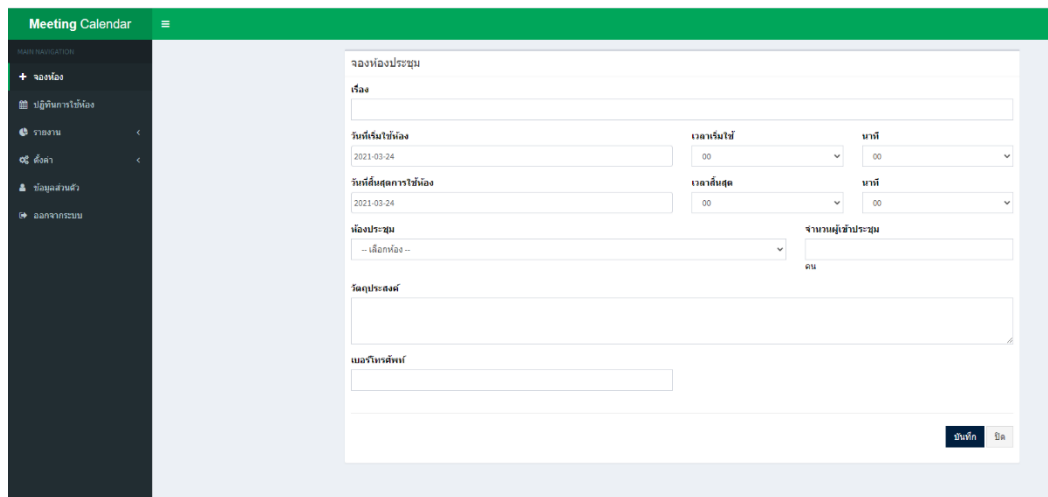 Meeting Calendar
MAIN NAVIGATION
จองห้อง
ปฏิทินการใช้ห้อง
รายงาน
ตั้งค่า
ข้อมูลส่วนตัว
ออกจากระบบ
จองห้องประชุม
เรื่อง
วันที่เริ่มใช้ห้อง เวลาเริ่มใช้ นาที
2021-03-24 00 00
วันที่สิ้นสุดการใช้ห้อง เวลาสิ้นสุด นาที
2021-03-24 00 00
ห้องประชุม จำนวนผู้เข้าประชุม
-- เลือกห้อง --
คน
วัตถุประสงค์
เบอร์โทรศัพท์
บันทึก ปิด